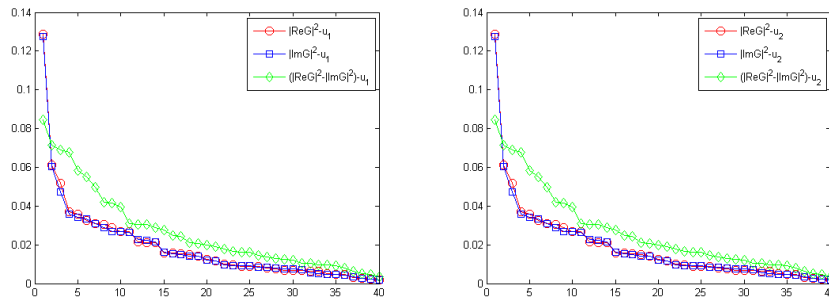 0.14
0.12
0.1
0.08
0.06
0.04
0.02
0
0 5 10 15 20 25 30 35 40
|ReG|²-u₁
|ImG|²-u₁
(|ReG|²-|ImG|²)-u₁
0.14
0.12
0.1
0.08
0.06
0.04
0.02
0
0 5 10 15 20 25 30 35 40
|ReG|²-u₂
|ImG|²-u₂
(|ReG|²-|ImG|²)-u₂